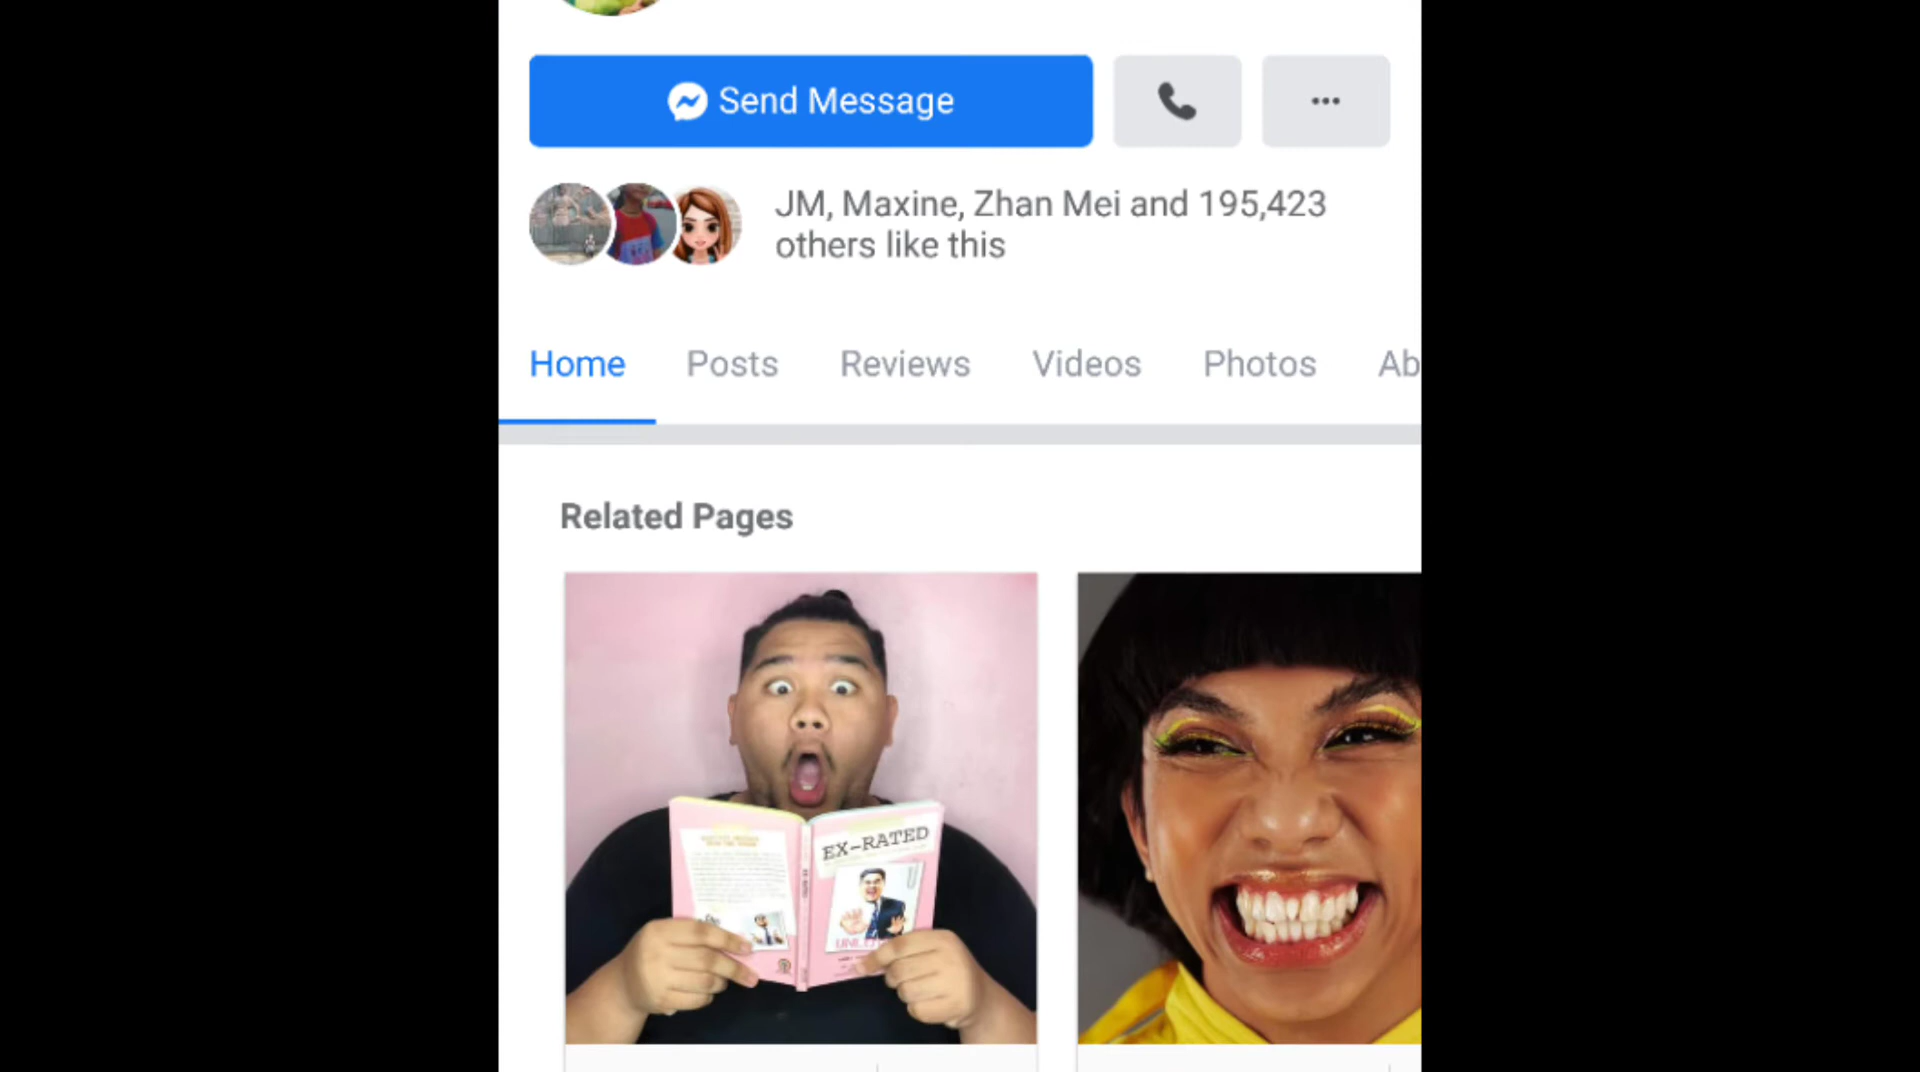 Send Message
JM, Maxine, Zhan Mei and 195,423
others like this
Home Posts Reviews Videos Photos Ab
Related Pages
EX-RATED